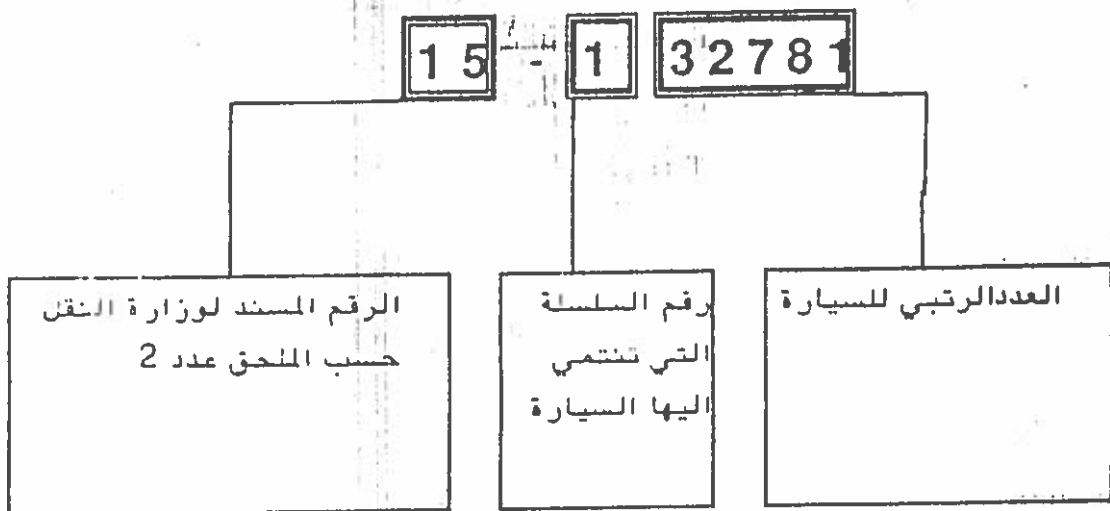 15 - 1 32781
العددالرتبي للسيارة
رقم السلسلة
التي تنتمي
اليها السيارة
الرقم المسند لوزارة النقل
حسب الملحق عدد 2